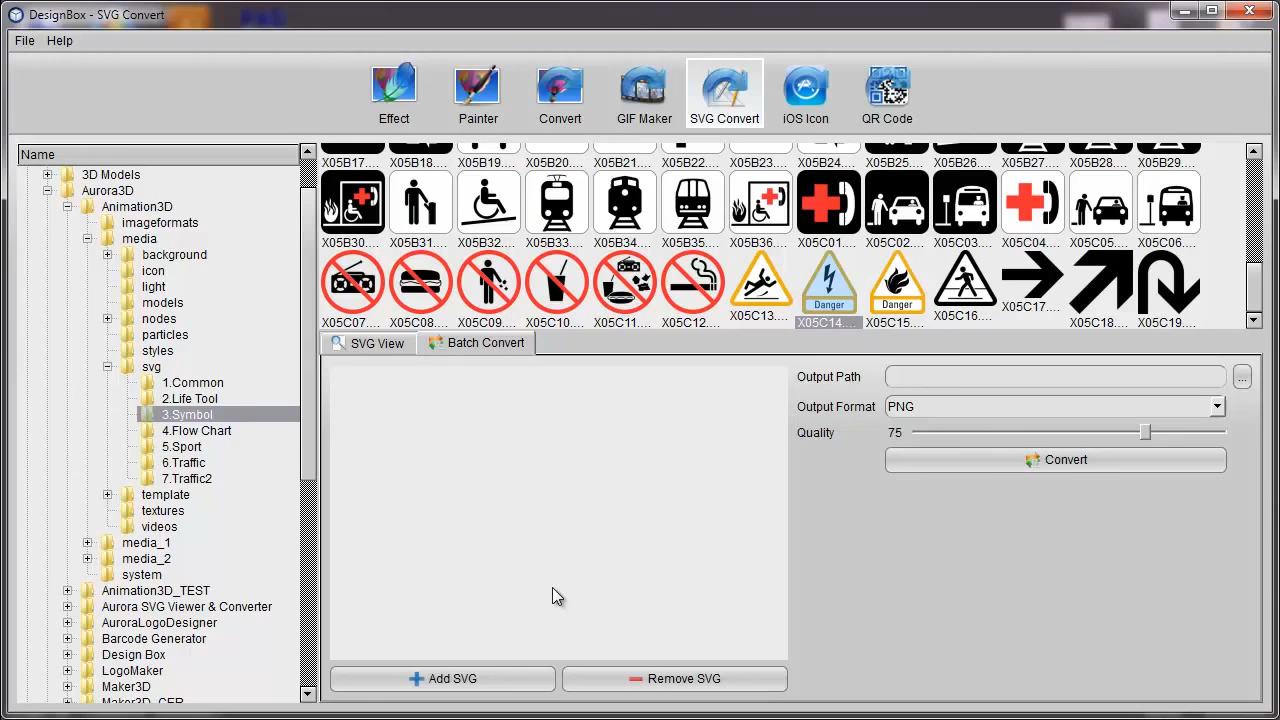 DesignBox - SVG Convert
File Help
Effect Painter Convert GIF Maker SVG Convert iOS Icon QR Code
Name
3D Models
Aurora3D
Animation3D
imageformats
media
background
icon
light
models
nodes
particles
styles
svg
1.Common
2.Life Tool
3.Symbol
4.Flow Chart
5.Sport
6.Traffic
7.Traffic2
template
textures
videos
media_1
media_2
system
Animation3D_TEST
Aurora SVG Viewer & Converter
AuroraLogoDesigner
Barcode Generator
Design Box
LogoMaker
Maker3D
Maker3D_CER
X05B17.... X05B18.... X05B19.... X05B20.... X05B21.... X05B22.... X05B23.... X05B24.... X05B25.... X05B26.... X05B27.... X05B28.... X05B29....
X05B30.... X05B31.... X05B32.... X05B33.... X05B34.... X05B35.... X05B36.... X05C01.... X05C02.... X05C03.... X05C04.... X05C05.... X05C06....
Danger Danger
X05C07.... X05C08.... X05C09.... X05C10.... X05C11.... X05C12.... X05C13.... X05C14.... X05C15.... X05C16.... X05C17.... X05C18.... X05C19....
SVG View Batch Convert
Output Path ...
Output Format PNG
Quality 75
Convert
Add SVG Remove SVG